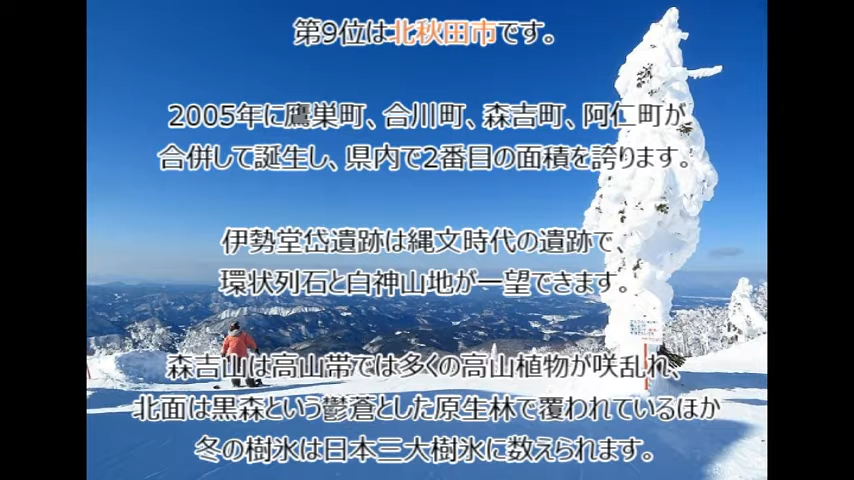 第9位は北秋田市です。
2005年に鷹巣町、合川町、森吉町、阿仁町が
合併して誕生し、県内で2番目の面積を誇ります。
伊勢堂岱遺跡は縄文時代の遺跡で、
環状列石と白神山地が一望できます。
森吉山は高山帯では多くの高山植物が咲乱れ、
北面は黒森という鬱蒼とした原生林で覆われているほか
冬の樹氷は日本三大樹氷に数えられます。